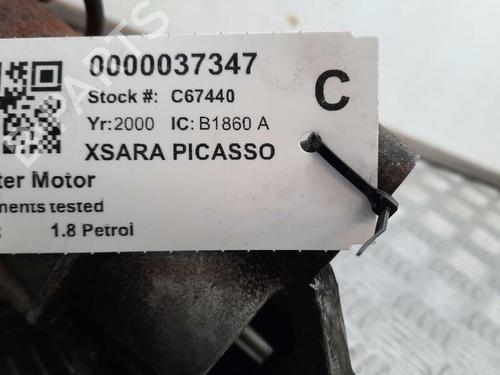 0000037347
Stock #: C67440
C
Yr: 2000 IC: B1860 A
XSARA PICASSO
ter Motor
ments tested
1.8 Petrol